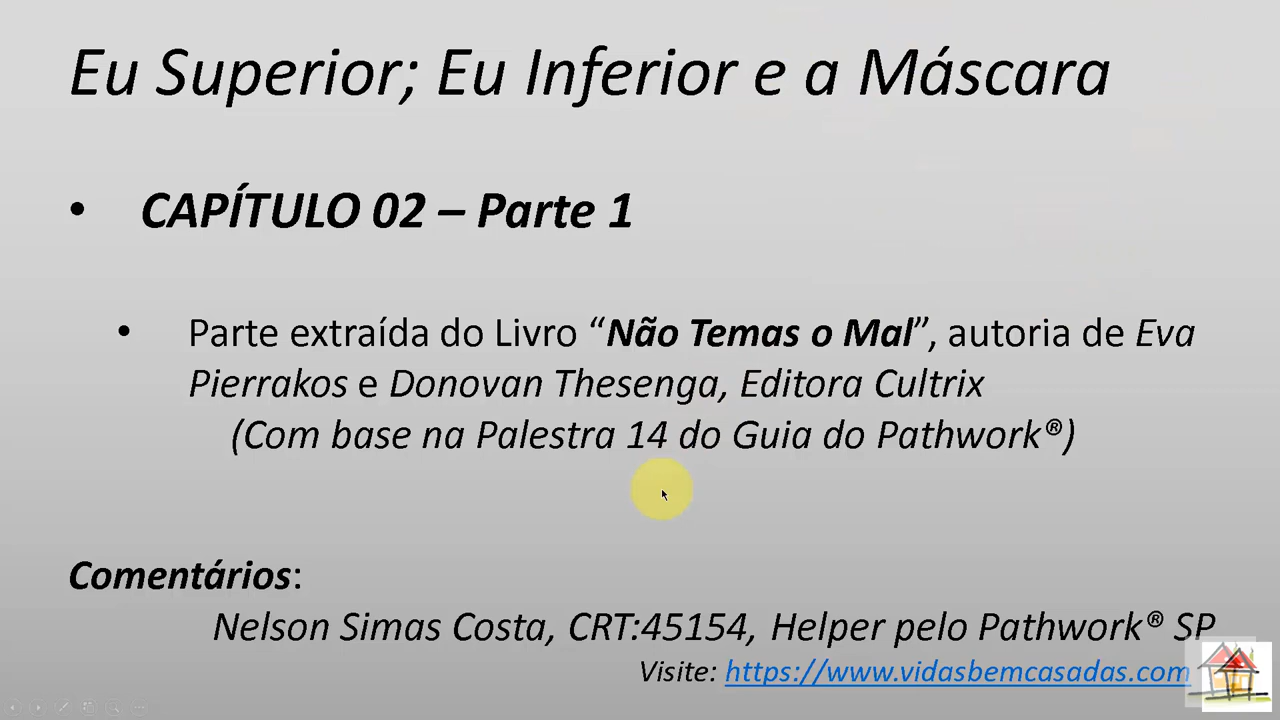 Eu Superior; Eu Inferior e a Máscara
• CAPÍTULO 02 – Parte 1
• Parte extraída do Livro “Não Temas o Mal”, autoria de Eva
Pierrakos e Donovan Thesenga, Editora Cultrix
(Com base na Palestra 14 do Guia do Pathwork®)
Comentários:
Nelson Simas Costa, CRT:45154, Helper pelo Pathwork® SP
Visite: https://www.vidasbemcasadas.com